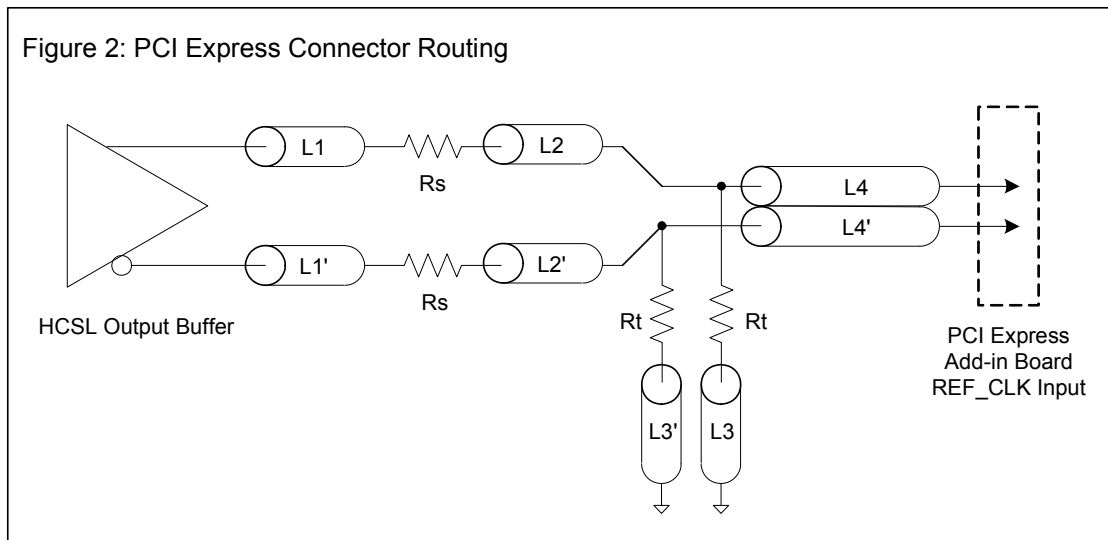 Figure 2: PCI Express Connector Routing
L1
Rs
L2
L4
L4'
L1'
Rs
L2'
HCSL Output Buffer
Rt
Rt
L3'
L3
PCI Express
Add-in Board
REF_CLK Input